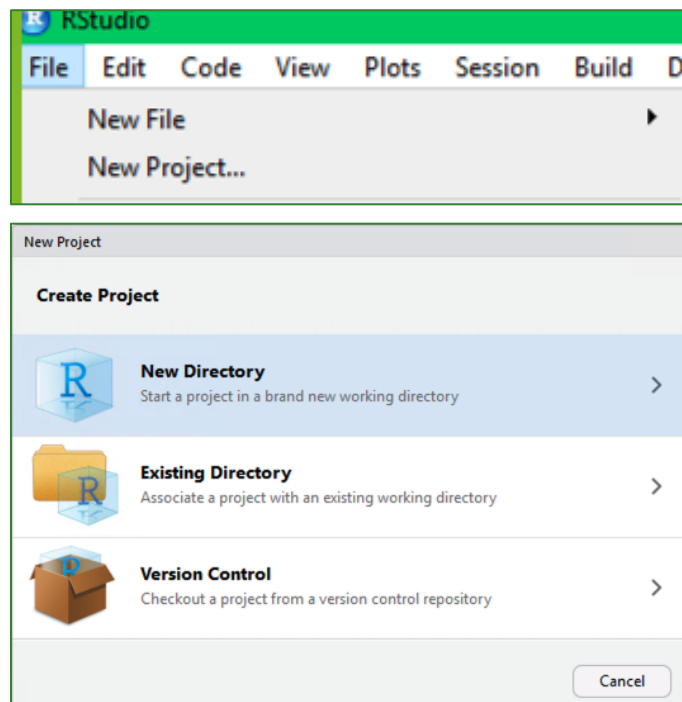 RStudio
File Edit Code View Plots Session Build D
New File
New Project...
New Project
Create Project
New Directory
Start a project in a brand new working directory
Existing Directory
Associate a project with an existing working directory
Version Control
Checkout a project from a version control repository
Cancel